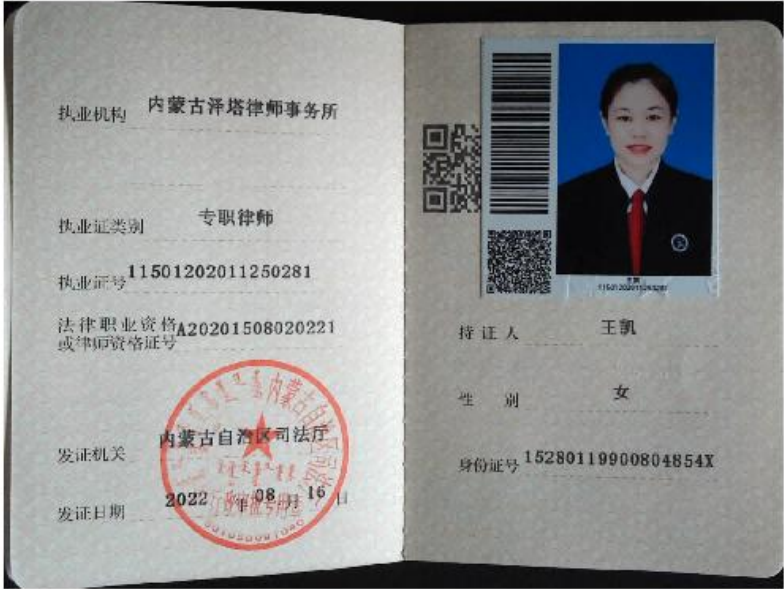 执业机构 内蒙古泽塔律师事务所
执业证类别 专职律师
执业证号 11501202011250281
法律职业资格
或律师资格证号 A20201508020221
发证机关 内蒙古自治区司法厅
发证日期 2022 年 08 月 16 日
王凯
11501202011250281
持证人 王凯
性别 女
身份证号 15280119900804854X